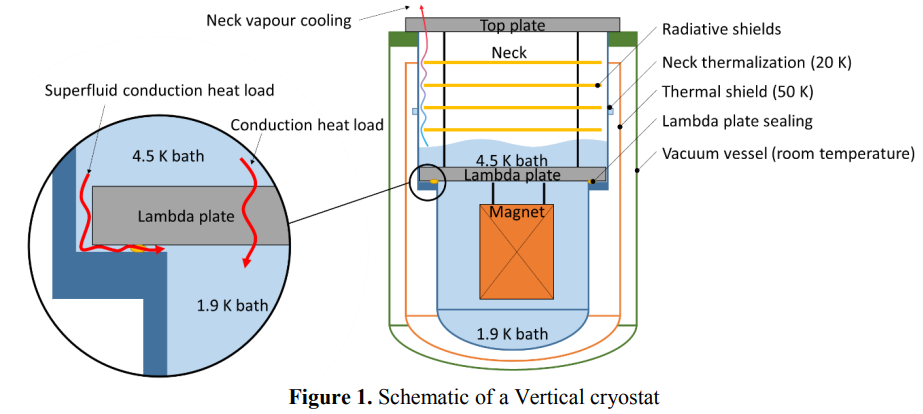 Neck vapour cooling
Top plate
Radiative shields
Neck
Neck thermalization (20 K)
Superfluid conduction heat load
Thermal shield (50 K)
Conduction heat load
Lambda plate sealing
4.5 K bath
4.5 K bath
Vacuum vessel (room temperature)
Lambda plate
Lambda plate
Magnet
1.9 K bath
1.9 K bath
Figure 1. Schematic of a Vertical cryostat